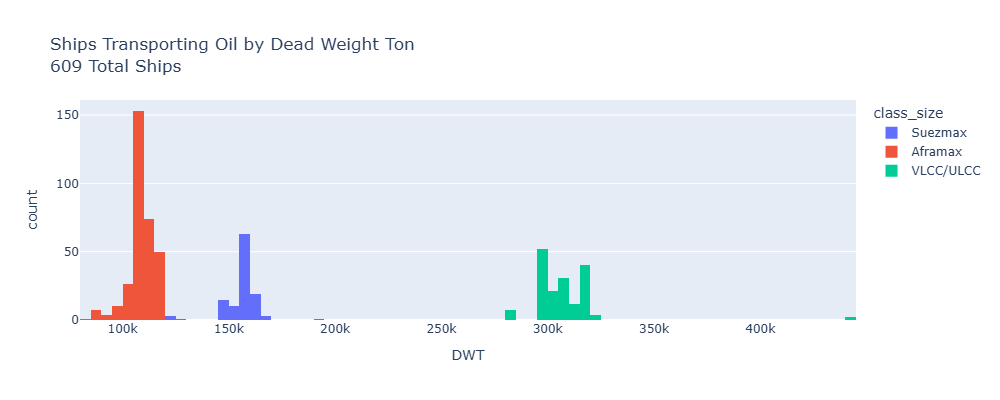 Ships Transporting Oil by Dead Weight Ton
609 Total Ships
class_size
Suezmax
Aframax
VLCC/ULCC
150
100
50
0
count
100k
150k
200k
250k
300k
350k
400k
DWT